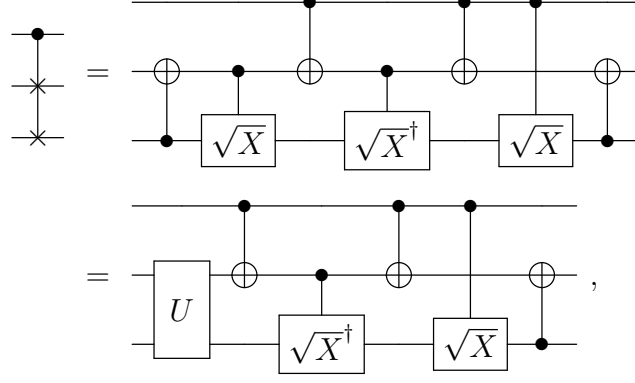 =
√X √X† √X
=
U √X† √X ,